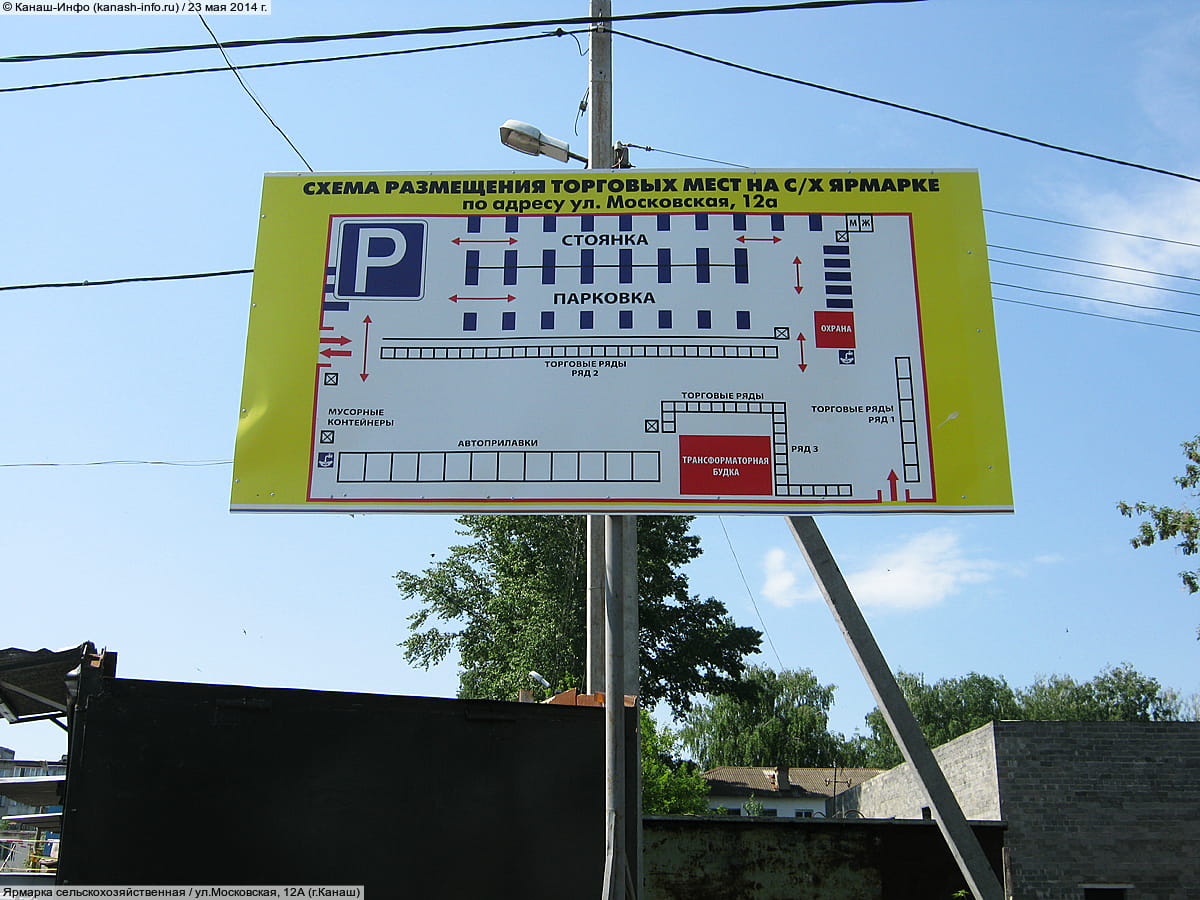 © Канаш-Инфо (kanash-info.ru) / 23 мая 2014 г.
СХЕМА РАЗМЕЩЕНИЯ ТОРГОВЫХ МЕСТ НА С/Х ЯРМАРКЕ
по адресу ул. Московская, 12а
P
СТОЯНКА
М Ж
ПАРКОВКА
ОХРАНА
ТОРГОВЫЕ РЯДЫ
РЯД 2
МУСОРНЫЕ
КОНТЕЙНЕРЫ
ТОРГОВЫЕ РЯДЫ
ТОРГОВЫЕ РЯДЫ
РЯД 1
АВТОПРИЛАВКИ
РЯД 3
ТРАНСФОРМАТОРНАЯ
БУДКА
Ярмарка сельскохозяйственная / ул.Московская, 12А (г.Канаш)